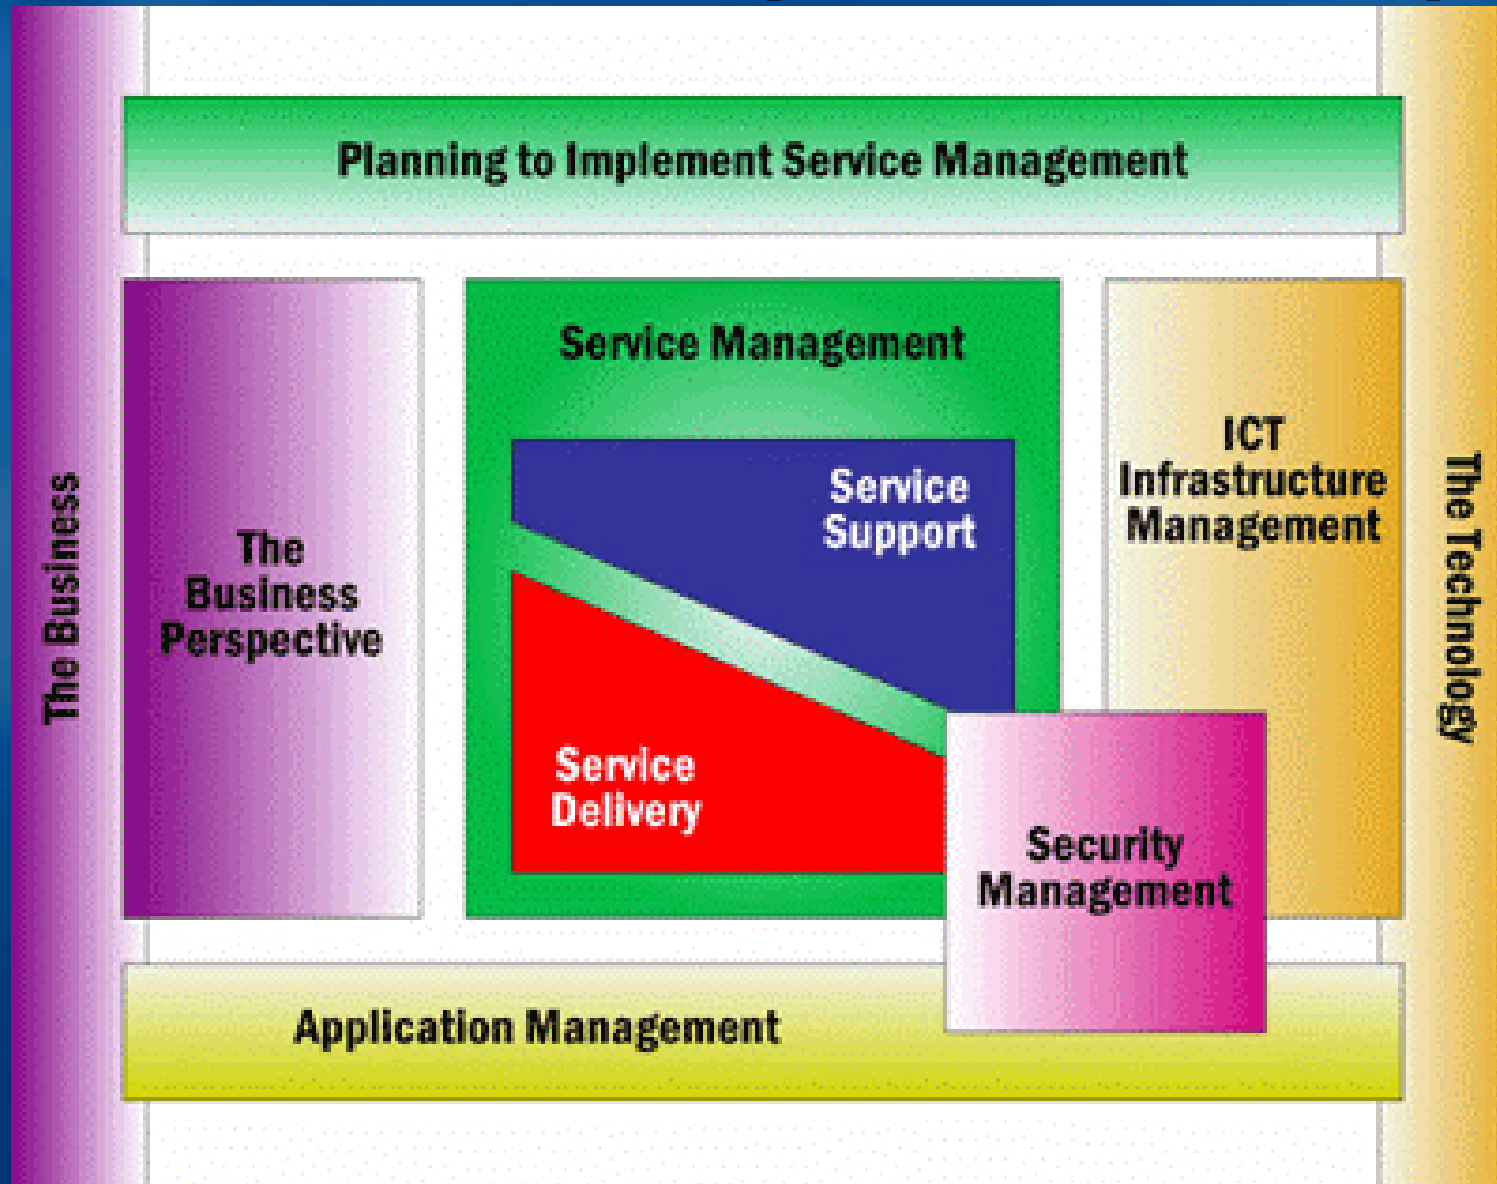 Planning to Implement Service Management
The Business
The
Business
Perspective
Service Management
Service
Support
Service
Delivery
ICT
Infrastructure
Management
Security
Management
The Technology
Application Management